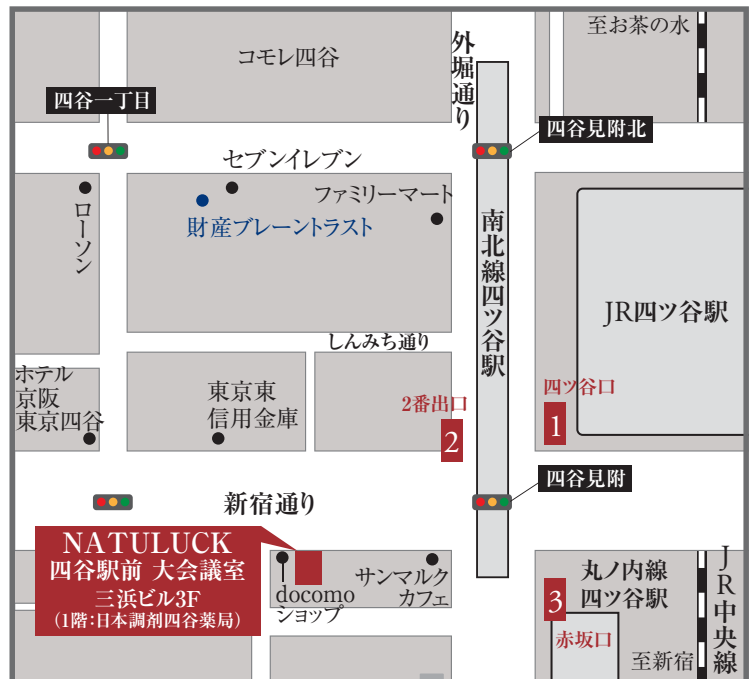 至お茶の水
コモレ四谷
外堀通り
四谷一丁目
四谷見附北
セブンイレブン
ファミリーマート
財産ブレーントラスト
ローソン
南北線四ツ谷駅
JR四ツ谷駅
しんみち通り
ホテル
京阪
東京四谷
東京東
信用金庫
2番出口
2
四ツ谷口
1
四谷見附
新宿通り
NATULUCK
四谷駅前 大会議室
三浜ビル3F
(1階:日本調剤四谷薬局)
docomo
ショップ
サンマルク
カフェ
丸ノ内線
四ツ谷駅
3
赤坂口
至新宿
JR中央線